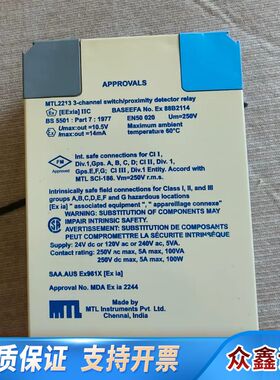 APPROVALS
MTL2213 3-channel switch/proximity detector relay
Ex [EExia] IIC BASEEFA No. Ex 88B2114
BS 5501 : Part 7 : 1977 EN50 020 Um=250V
Umax:out =10.5V Maximum ambient
Imax:out =14mA temperature 60°C
FM APPROVED
Int. safe connections for Cl I,
Div.1,Gps. A, B, C, D; Cl II, Div. 1,
Gps.E,F,G; Cl III, Div.1 Entity. Accord with
MTL SCI-186. Vm=250V r.m.s.
Intrinsically safe connections for Class I, II, and III
groups A,B,C,D,E,F and G hazardous locations
[Ex ia] " associated equipment ", " appareillage connexe"
WARNING: SUBSTITUTION OF COMPONENTS MAY
IMPAIR INTRINSIC SAFETY.
AVERTISSEMENT: LA SUBSTITUTION DE COMPOSANTS
PEUT COMPROMETTRE LA SÉCURITÉ INTRINSÈQUE/
SA
Supply: 24V dc or 120V ac or 240V ac, 5VA.
Contact rating: 250V ac max, 5A max, 100W
250V dc max, 5A max, 100W
SAA.AUS Ex961X [Ex ia]
Approval No. MDA Ex ia 2244
MTL
Made by
MTL Instruments Pvt. Ltd.
Chennai, India
质保证 支持开票 众鑫